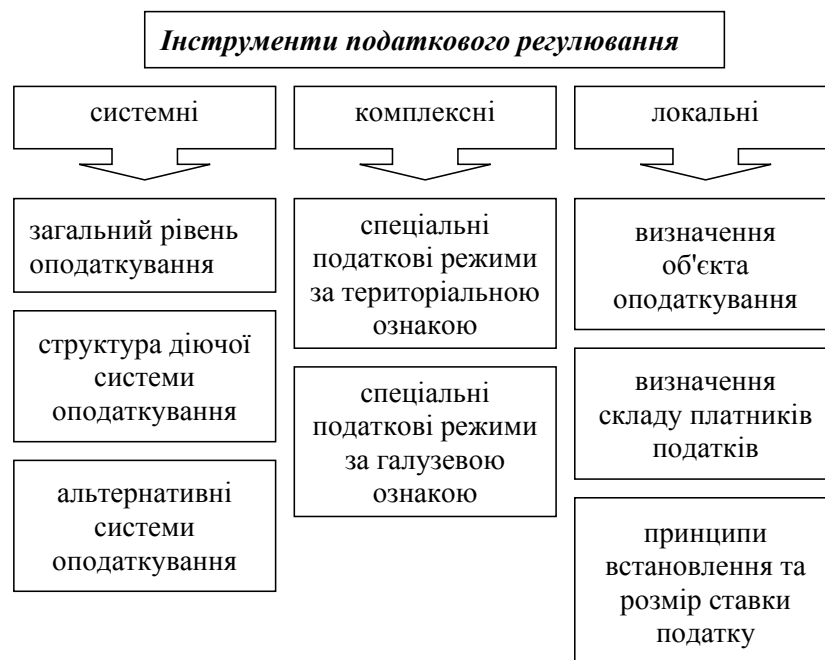 Інструменти податкового регулювання
системні
загальний рівень
оподаткування
структура діючої
системи
оподаткування
альтернативні
системи
оподаткування
комплексні
спеціальні
податкові режими
за територіальною
ознакою
спеціальні
податкові режими
за галузевою
ознакою
локальні
визначення
об'єкта
оподаткування
визначення
складу платників
податків
принципи
встановлення та
розмір ставки
податку